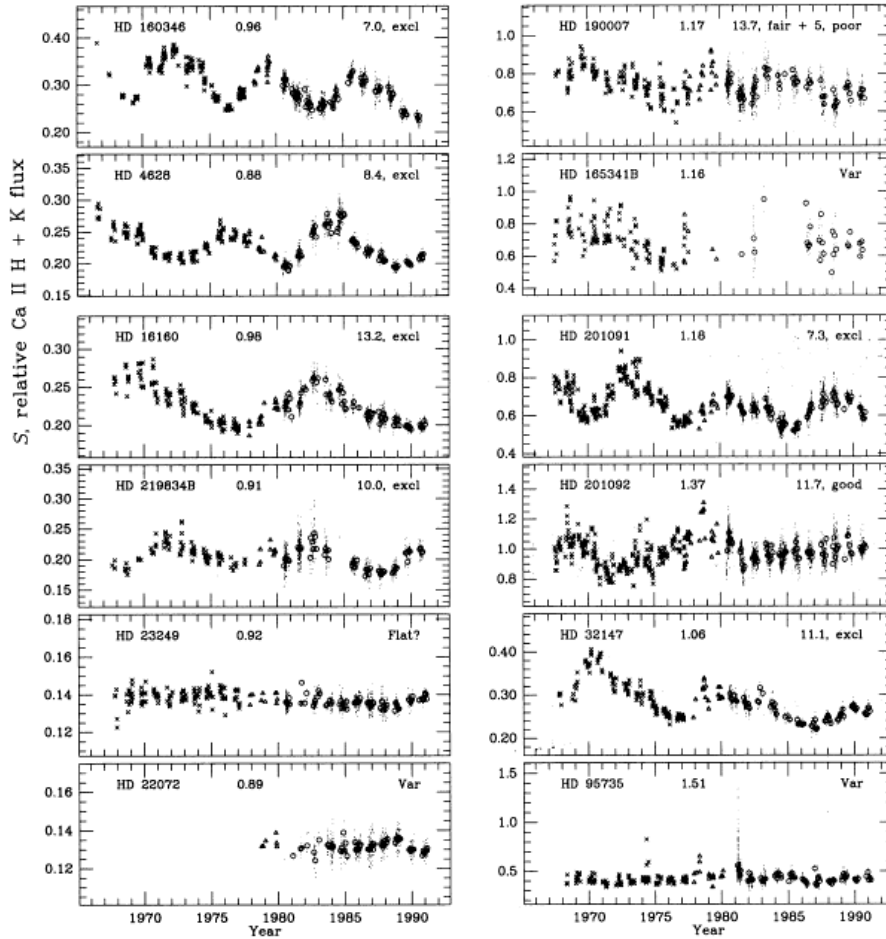 S, relative Ca II H + K flux
HD 160346 0.96 7.0, excl
0.40
0.30
0.20
HD 4628 0.88 8.4, excl
0.30
0.25
0.20
0.15
HD 16160 0.98 13.2, excl
0.30
0.25
0.20
HD 219834B 0.91 10.0, excl
0.35
0.30
0.25
0.20
0.15
HD 23249 0.92 Flat?
0.18
0.16
0.14
0.12
HD 22072 0.89 Var
0.16
0.14
0.12
1970 1975 1980 1985 1990
Year
HD 190007 1.17 13.7, fair + 5, poor
1.0
0.8
0.6
HD 165341B 1.16 Var
1.2
1.0
0.8
0.6
0.4
HD 201091 1.18 7.3, excl
1.0
0.8
0.6
0.4
HD 201092 1.37 11.7, good
1.4
1.2
1.0
0.8
HD 32147 1.06 11.1, excl
0.40
0.30
0.20
HD 95735 1.51 Var
1.5
1.0
0.5
1970 1975 1980 1985 1990
Year